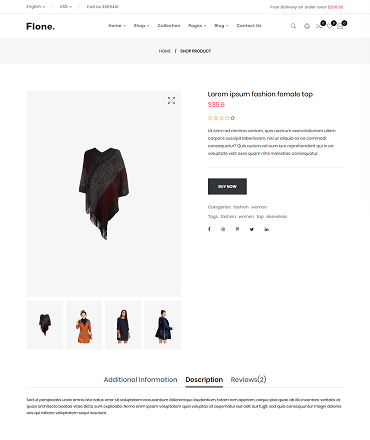 English
USD
Call Us 3965410
Free delivery on order over $200.00
Flone.
Home
Shop
Collection
Pages
Blog
Contact Us
0
0
0
HOME / SHOP PRODUCT
Lorem ipsum fashion female top
$35.6
Ut enim ad minima veniam, quis nostrum exercitationem ullam
corporis suscipit laboriosam, nisi ut aliquid ex ea commodi
consequatur? Quis autem vel eum iure reprehenderit qui in ea
voluptate velit esse quam nihil molestiae consequatur.
BUY NOW
Categories: fashion women
Tags: fashion women top sleeveless
Additional Information
Description
Reviews(2)
Sed ut perspiciatis unde omnis iste natus error sit voluptatem accusantium doloremque laudantium, totam rem aperiam, eaque ipsa quae ab illo inventore veritatis et
quasi architecto beatae vitae dicta sunt explicabo. Nemo enim ipsam voluptatem quia voluptas sit aspernatur aut odit aut fugit, sed quia consequuntur magni dolores
eos qui ratione voluptatem sequi nesciunt.